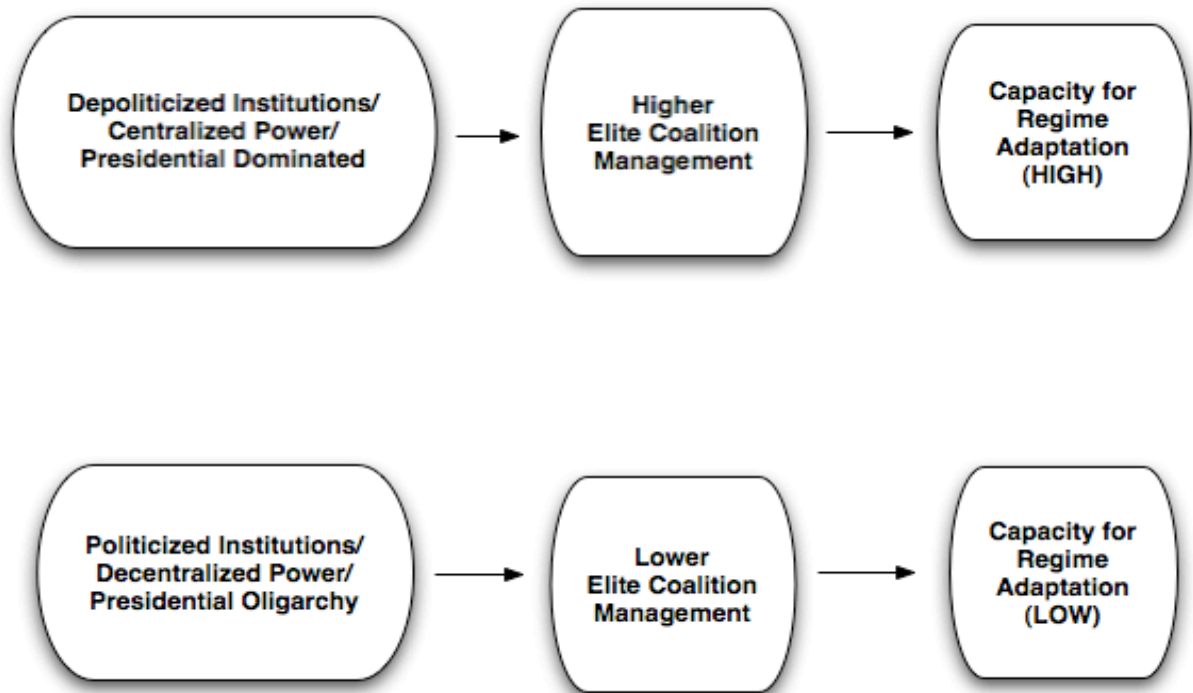 Depoliticized Institutions/
Centralized Power/
Presidential Dominated
Higher
Elite Coalition
Management
Capacity for
Regime
Adaptation
(HIGH)
Politicized Institutions/
Decentralized Power/
Presidential Oligarchy
Lower
Elite Coalition
Management
Capacity for
Regime
Adaptation
(LOW)